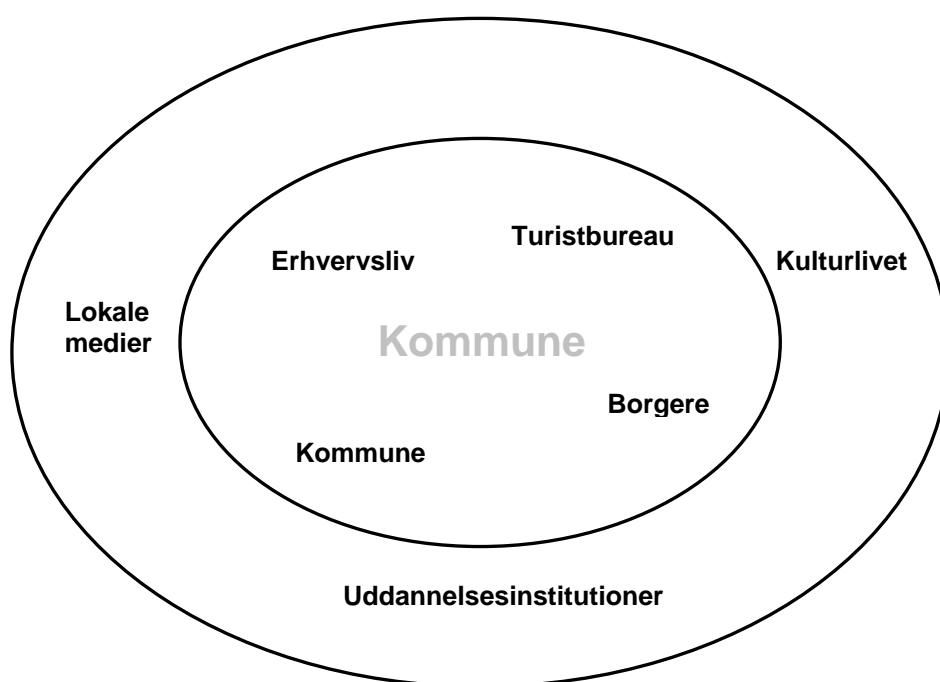 Turistbureau
Erhvervsliv
Kulturlivet
Lokale
medier
Kommune
Borgere
Kommune
Uddannelsesinstitutioner